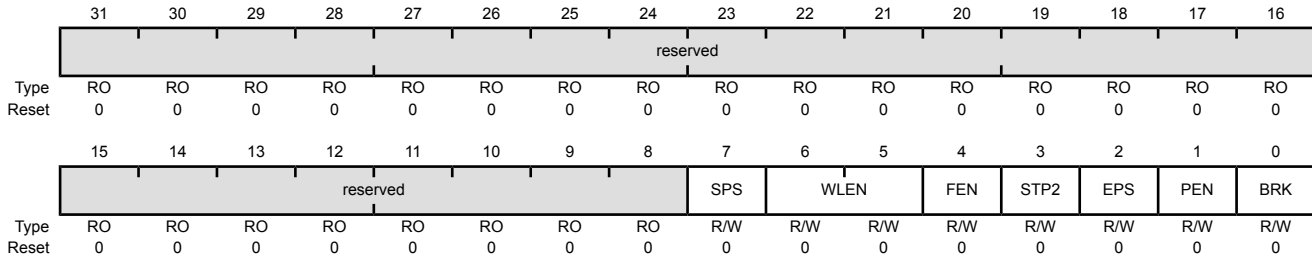 31 30 29 28 27 26 25 24 23 22 21 20 19 18 17 16
reserved
Type RO RO RO RO RO RO RO RO RO RO RO RO RO RO RO RO
Reset 0 0 0 0 0 0 0 0 0 0 0 0 0 0 0 0
15 14 13 12 11 10 9 8 7 6 5 4 3 2 1 0
reserved SPS WLEN FEN STP2 EPS PEN BRK
Type RO RO RO RO RO RO RO RO R/W R/W R/W R/W R/W R/W R/W R/W
Reset 0 0 0 0 0 0 0 0 0 0 0 0 0 0 0 0